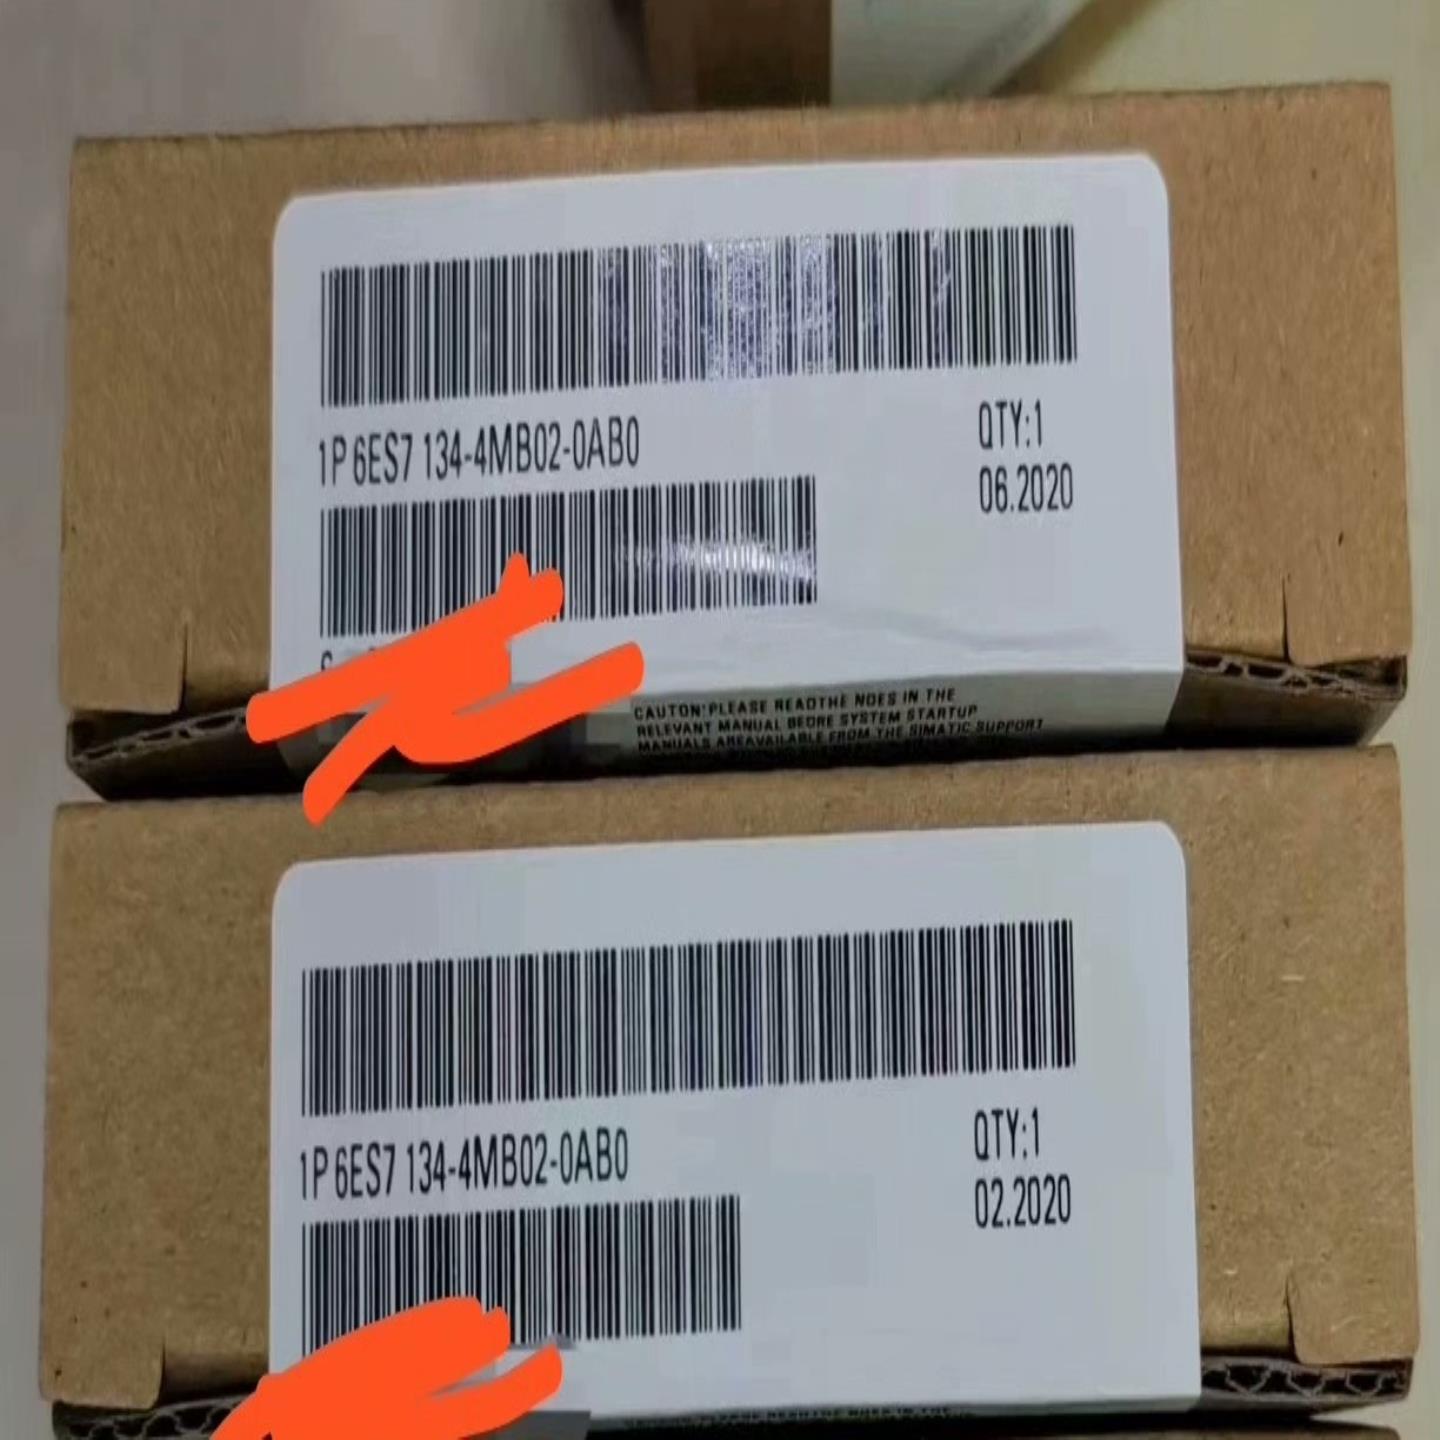 1P 6ES7 134-4MB02-0AB0
QTY:1
06.2020
S
CAUTON:PLEASE READTHE NOES IN THE
RELEVANT MANUAL BEORE SYSTEM STARTUP
MANUALS AREAVAILABLE FROM THE SIMATIC SUPPORT
1P 6ES7 134-4MB02-0AB0
QTY:1
02.2020